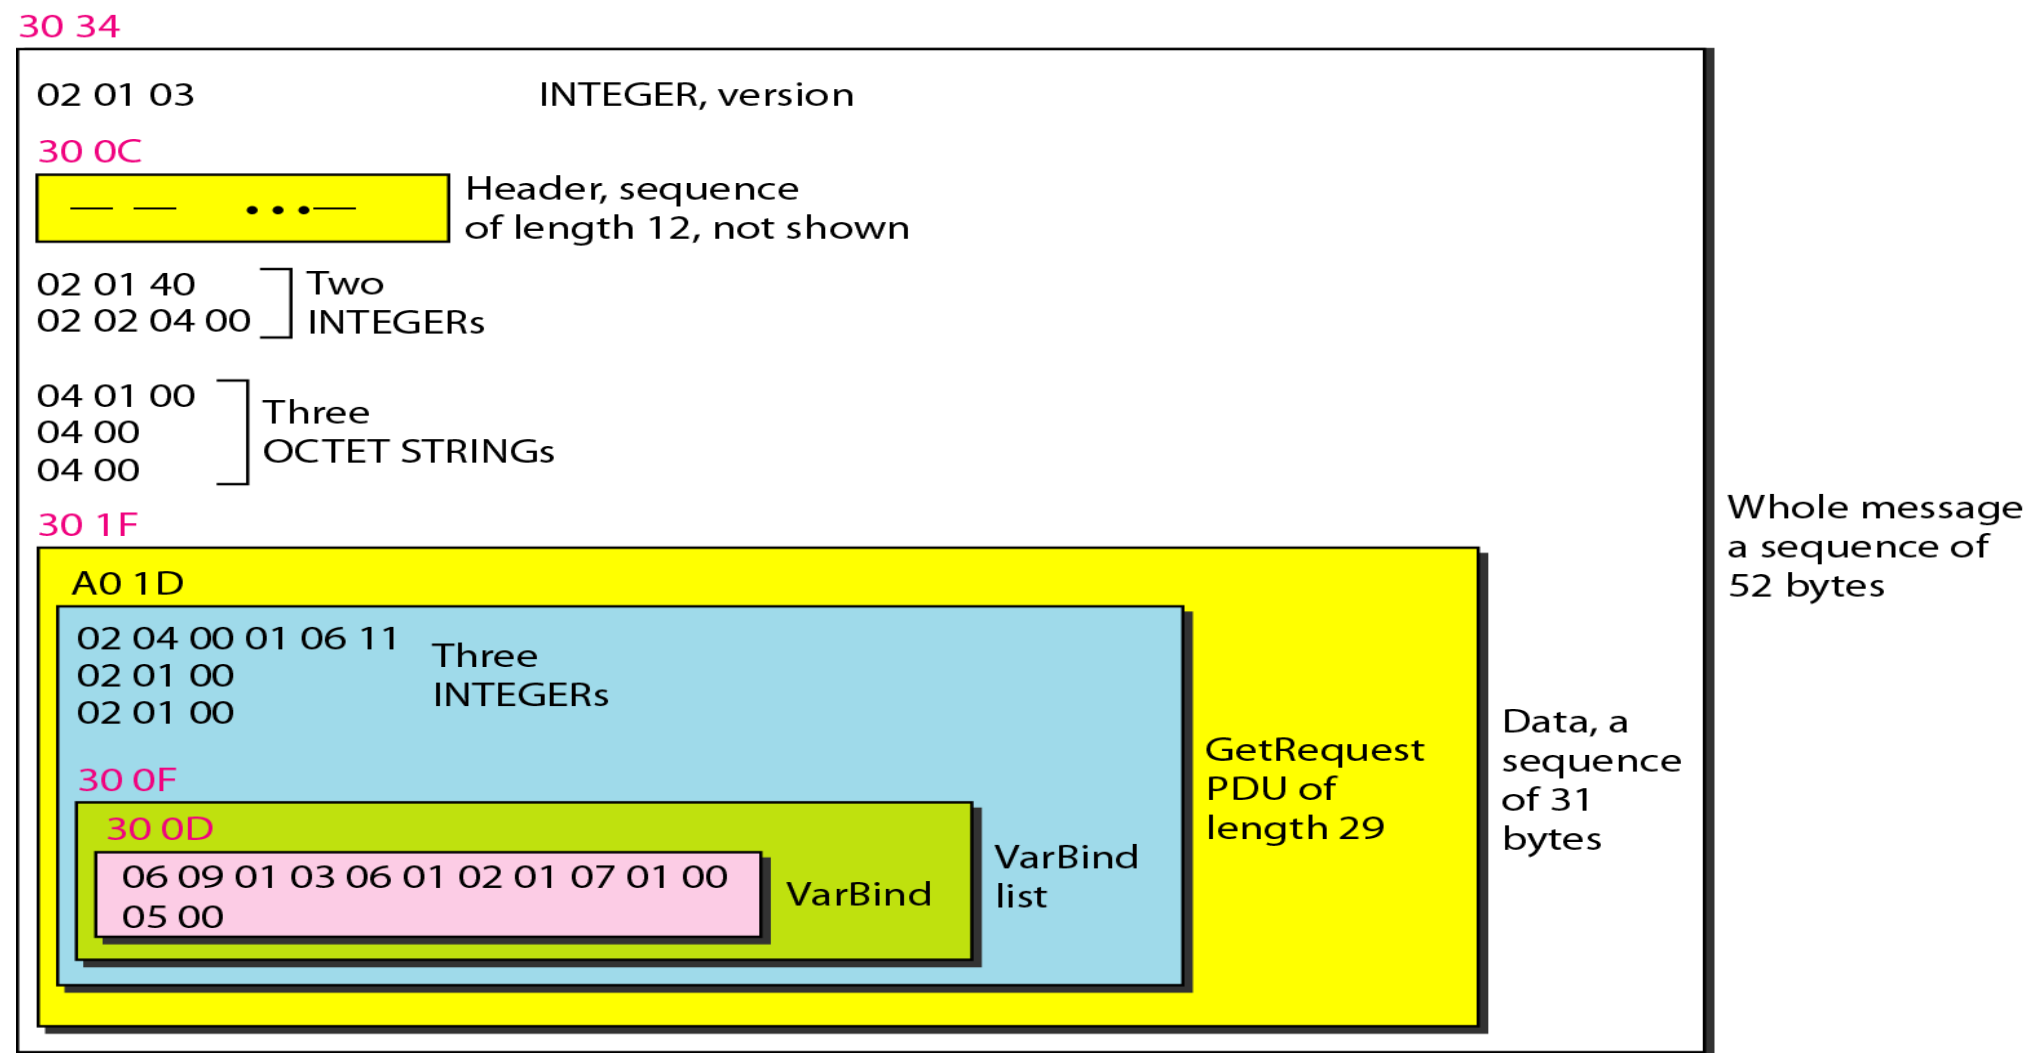 30 34
02 01 03
INTEGER, version
30 0C
Header, sequence
of length 12, not shown
02 01 40
02 02 04 00
Two
INTEGERs
04 01 00
04 00
04 00
Three
OCTET STRINGs
30 1F
A0 1D
02 04 00 01 06 11
02 01 00
02 01 00
Three
INTEGERs
30 0F
30 0D
06 09 01 03 06 01 02 01 07 01 00
05 00
VarBind
VarBind
list
GetRequest
PDU of
length 29
Data, a
sequence
of 31
bytes
Whole message
a sequence of
52 bytes